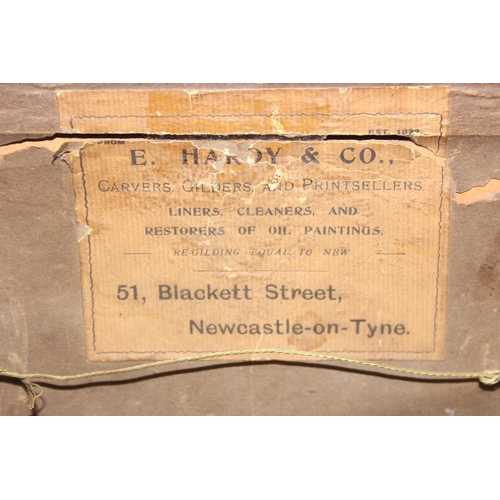 EST. 1822
FROM
E. HARDY & CO.,
CARVERS, GILDERS, AND PRINTSELLERS
LINERS, CLEANERS, AND
RESTORERS OF OIL PAINTINGS.
RE-GILDING EQUAL TO NEW
51, Blackett Street,
Newcastle-on-Tyne.